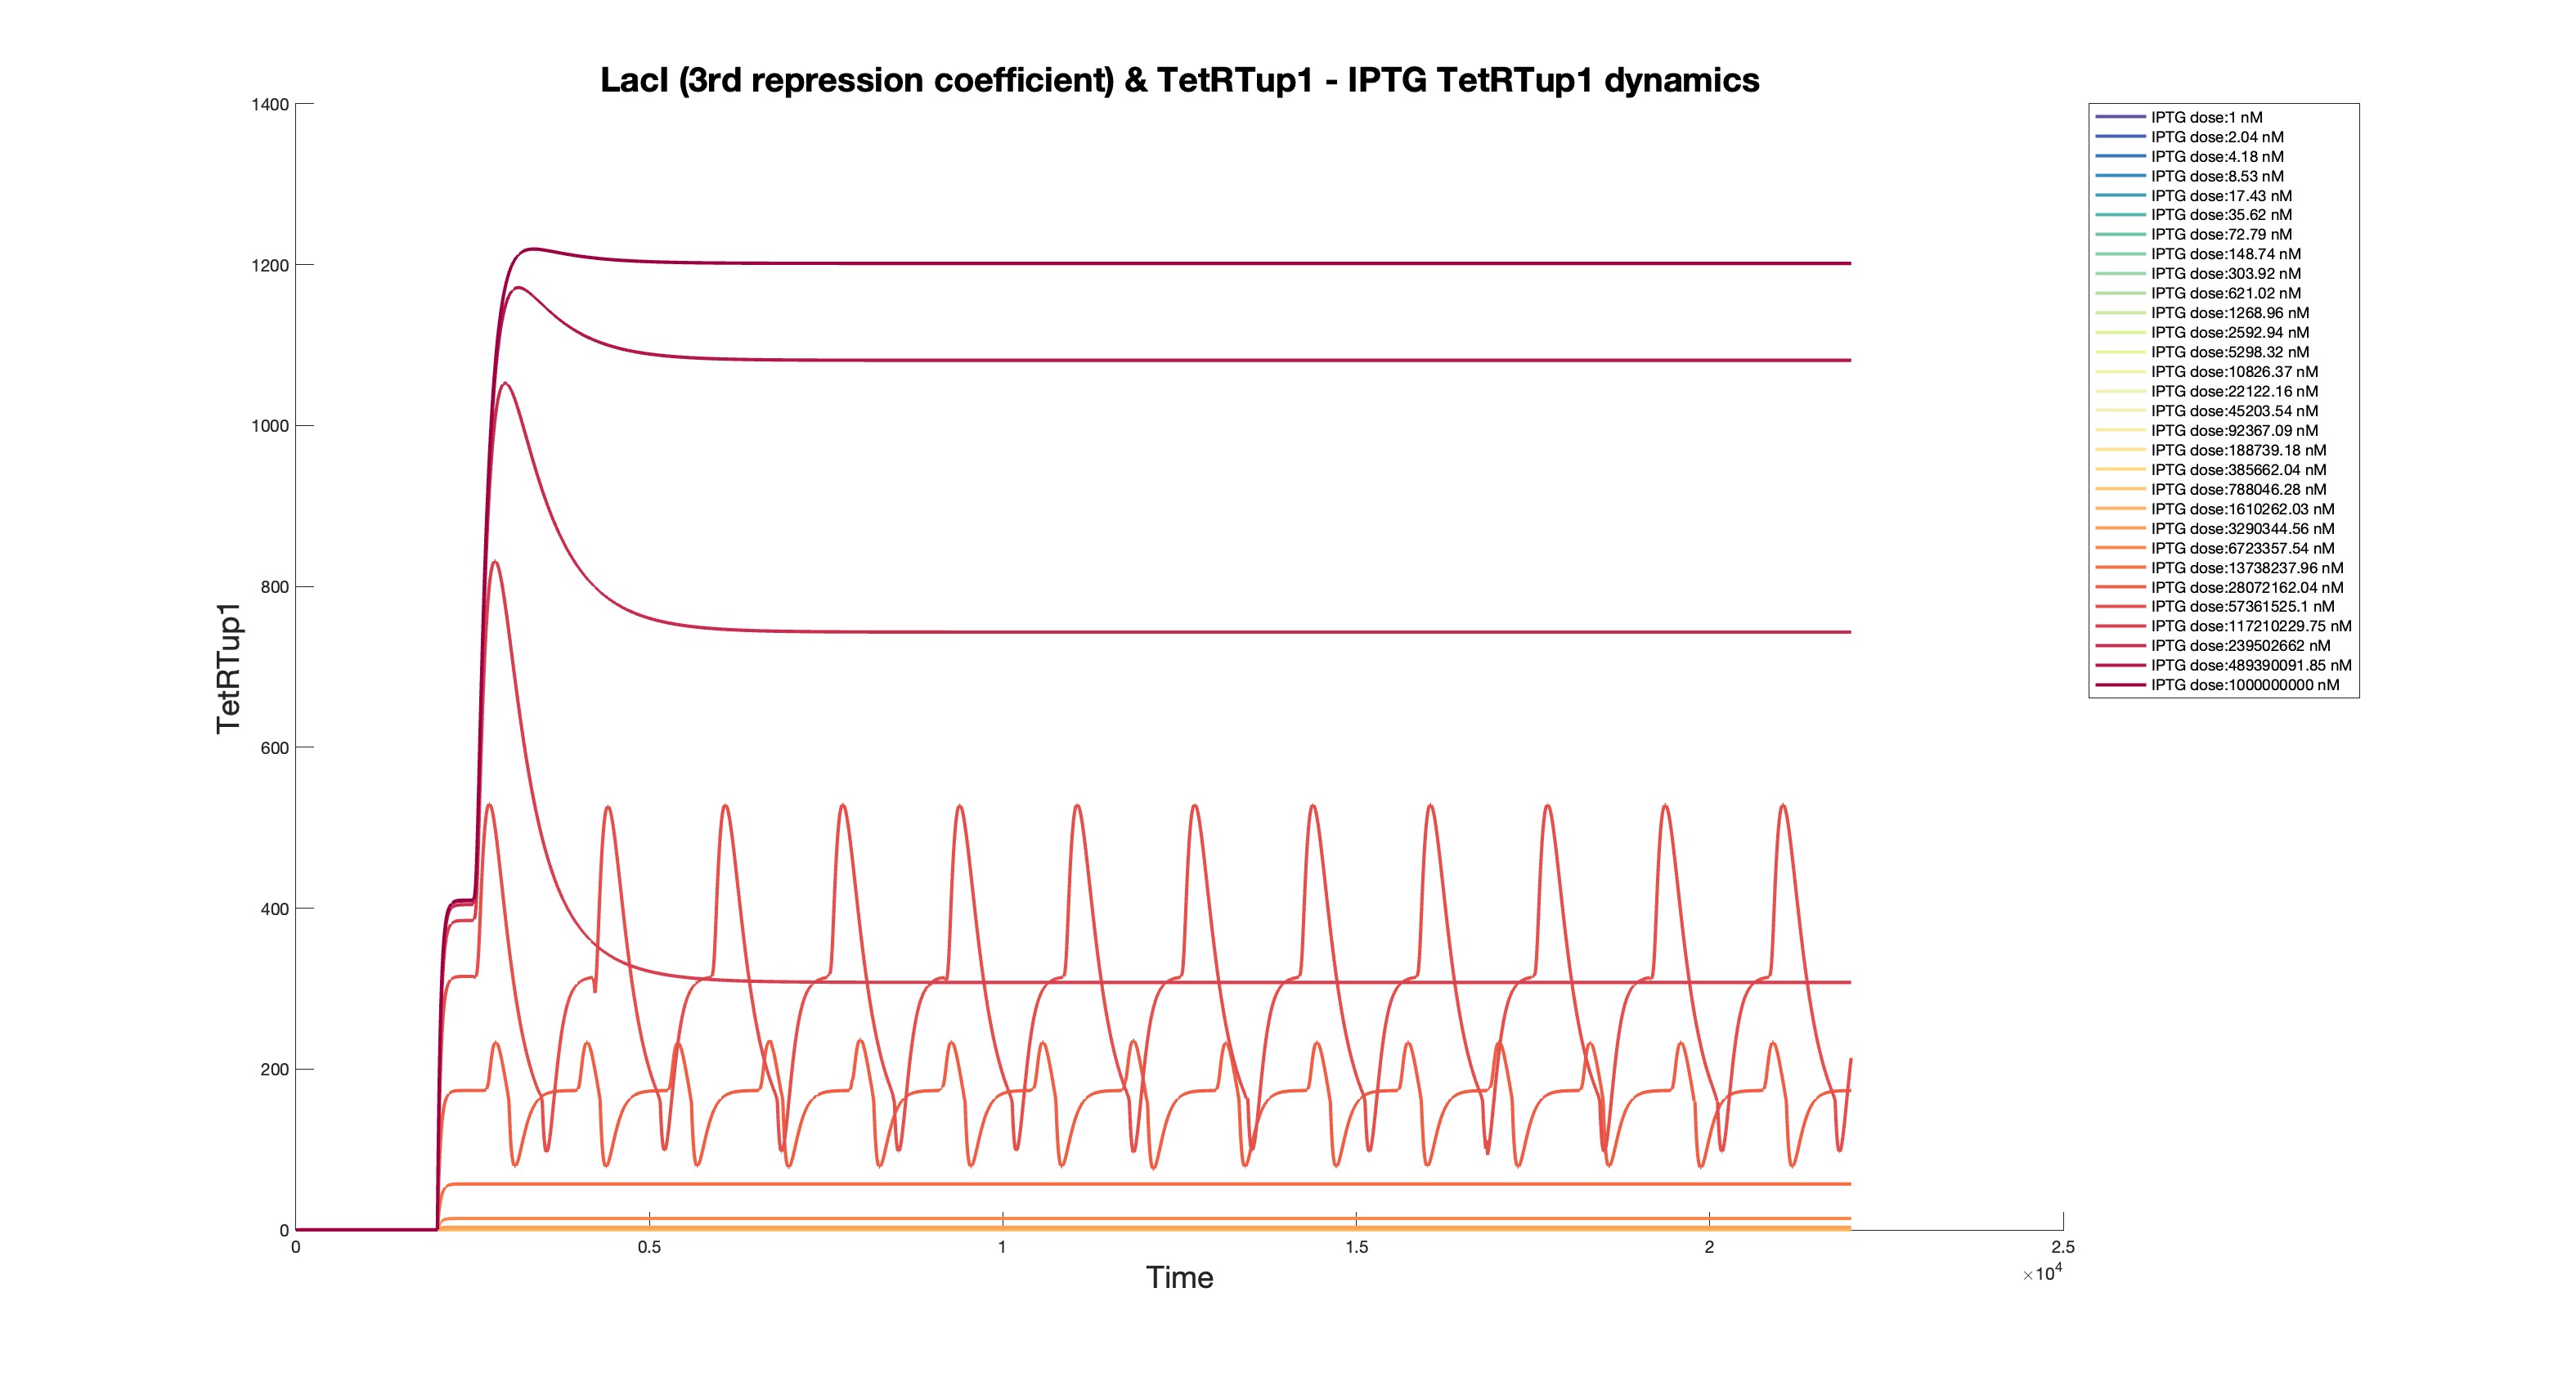 LacI (3rd repression coefficient) & TetRTup1 - IPTG TetRTup1 dynamics
1400
1200
1000
800
600
400
200
0
TetRTup1
0
0.5
1
1.5
2
2.5
×10^4
Time
IPTG dose:1 nM
IPTG dose:2.04 nM
IPTG dose:4.18 nM
IPTG dose:8.53 nM
IPTG dose:17.43 nM
IPTG dose:35.62 nM
IPTG dose:72.79 nM
IPTG dose:148.74 nM
IPTG dose:303.92 nM
IPTG dose:621.02 nM
IPTG dose:1268.96 nM
IPTG dose:2592.94 nM
IPTG dose:5298.32 nM
IPTG dose:10826.37 nM
IPTG dose:22122.16 nM
IPTG dose:45203.54 nM
IPTG dose:92367.09 nM
IPTG dose:188739.18 nM
IPTG dose:385662.04 nM
IPTG dose:788046.28 nM
IPTG dose:1610262.03 nM
IPTG dose:3290344.56 nM
IPTG dose:6723357.54 nM
IPTG dose:13738237.96 nM
IPTG dose:28072162.04 nM
IPTG dose:57361525.1 nM
IPTG dose:117210229.75 nM
IPTG dose:239502662 nM
IPTG dose:489390091.85 nM
IPTG dose:1000000000 nM